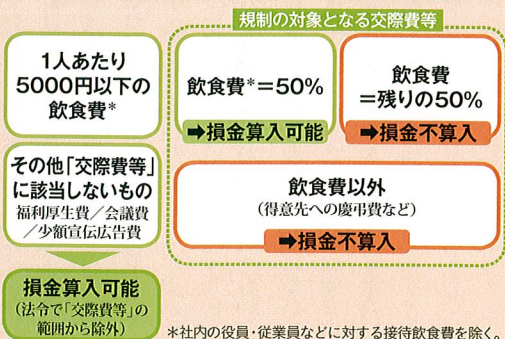 規制の対象となる交際費等
1人あたり
5000円以下の
飲食費*
飲食費*=50%
➡損金算入可能
飲食費
=残りの50%
➡損金不算入
その他「交際費等」
に該当しないもの
福利厚生費/会議費
/少額宣伝広告費
飲食費以外
(得意先への慶弔費など)
➡損金不算入
損金算入可能
(法令で「交際費等」の
範囲から除外)
*社内の役員・従業員などに対する接待飲食費を除く。